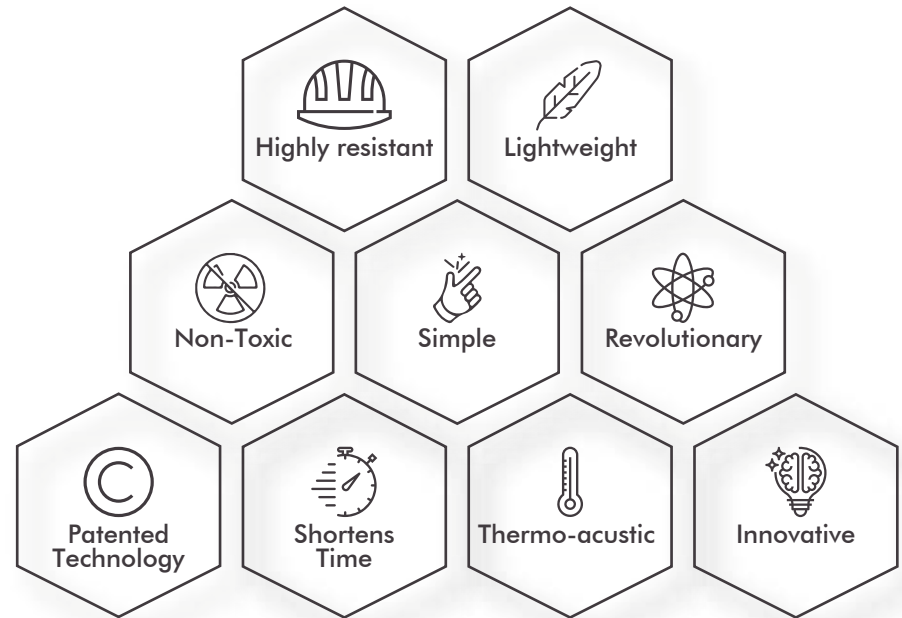 Highly resistant
Lightweight
Non-Toxic
Simple
Revolutionary
C
Patented
Technology
Shortens
Time
Thermo-acustic
Innovative